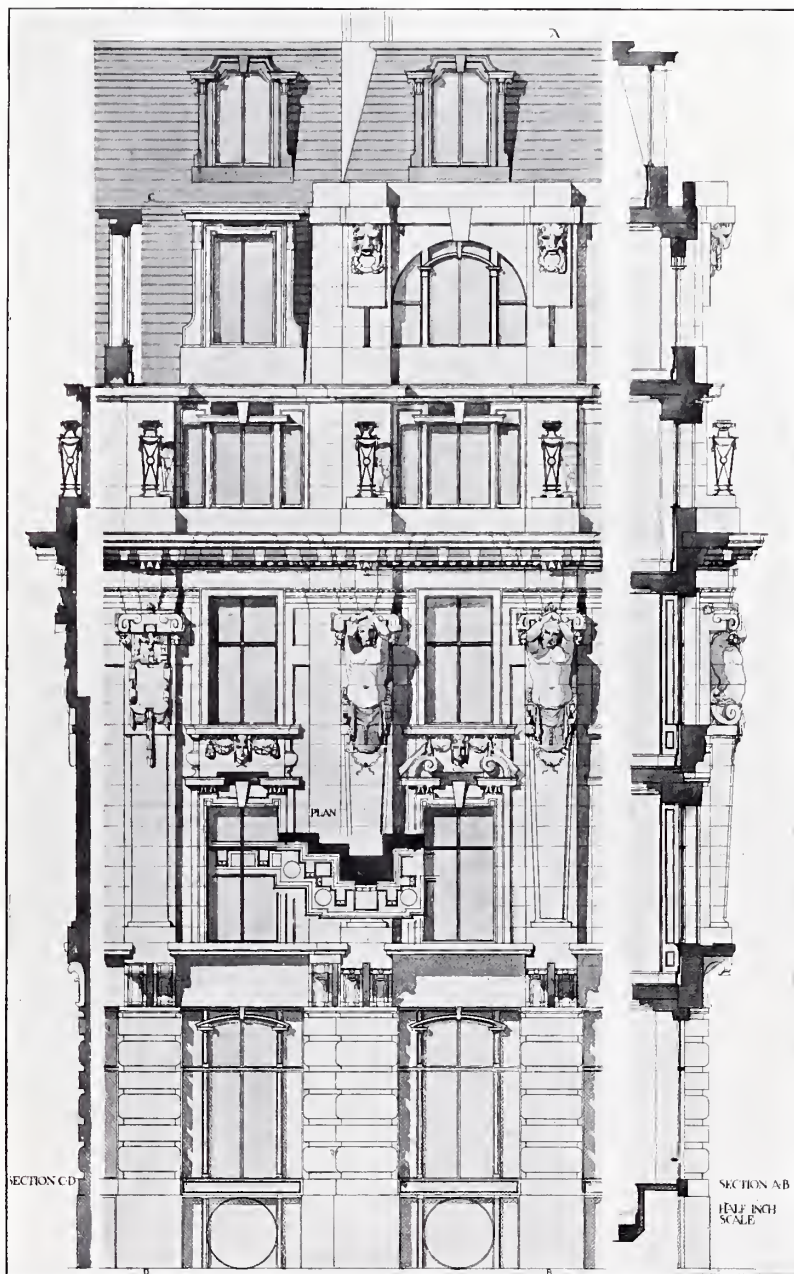 A
C
PLAN
SECTION C-D
SECTION A-B
HALF INCH
SCALE
D
B